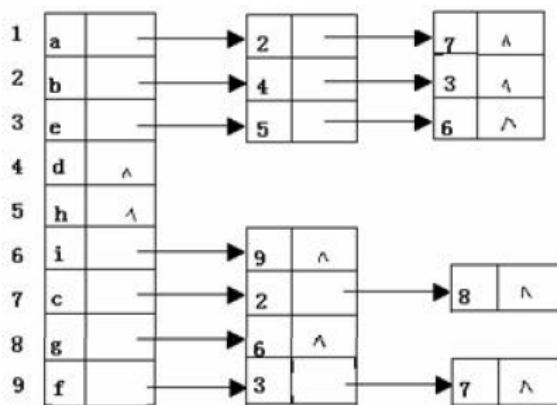 1 a 2 7 ∧
2 b 4 3 ∧
3 e 5 6 ∧
4 d ∧
5 h ∧
6 i 9 ∧
7 c 2 8 ∧
8 g 6 ∧
9 f 3 7 ∧